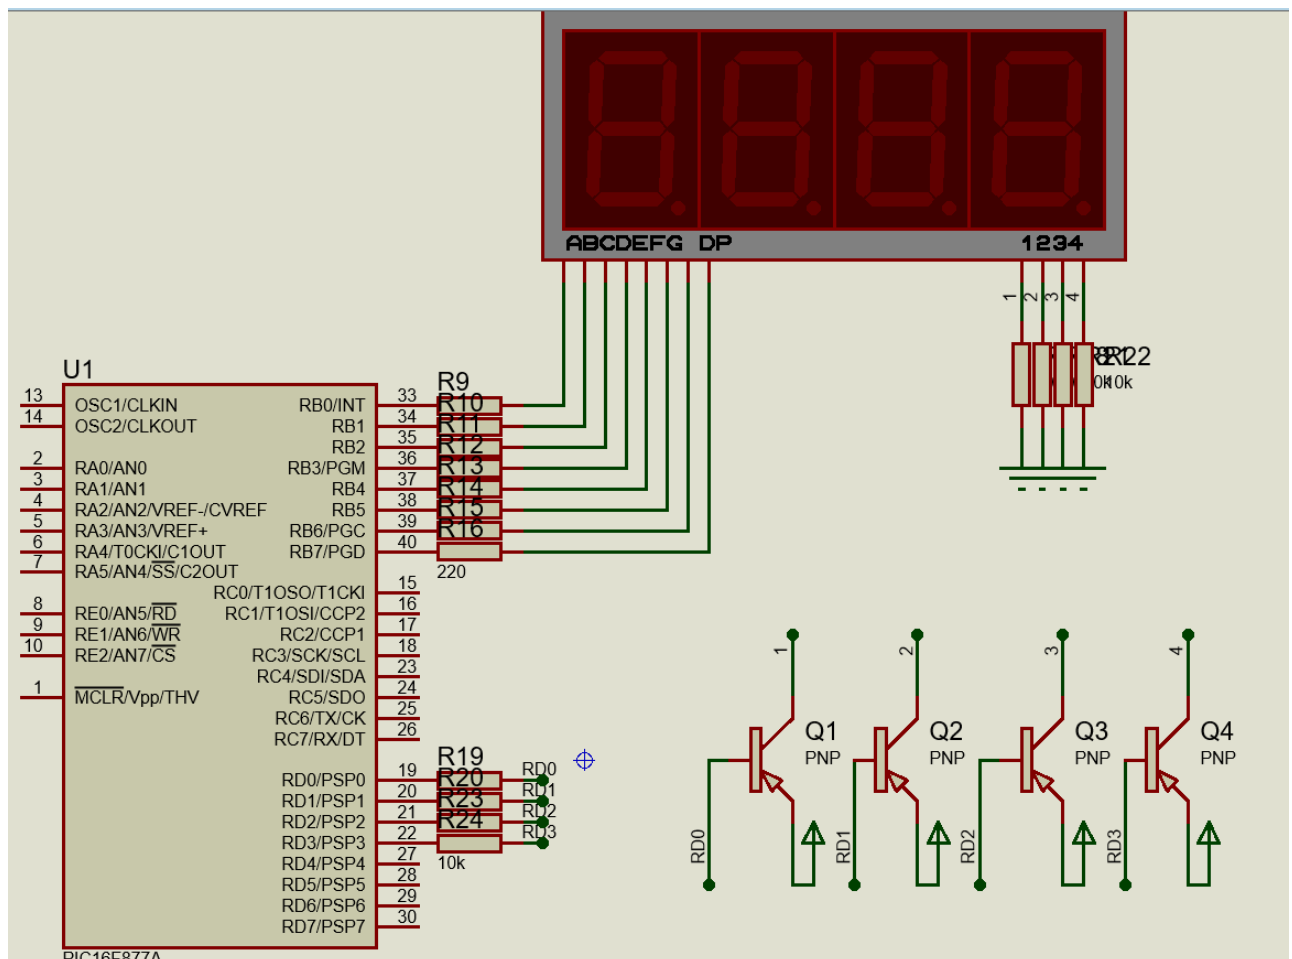 ABCDEFG DP
1234
1
2
3
4
R22
10k
U1
13
OSC1/CLKIN
14
OSC2/CLKOUT
2
RA0/AN0
3
RA1/AN1
4
RA2/AN2/VREF-/CVREF
5
RA3/AN3/VREF+
6
RA4/T0CKI/C1OUT
7
RA5/AN4/SS/C2OUT
8
RE0/AN5/RD
9
RE1/AN6/WR
10
RE2/AN7/CS
1
MCLR/Vpp/THV
RB0/INT
33
RB1
34
RB2
35
RB3/PGM
36
RB4
37
RB5
38
RB6/PGC
39
RB7/PGD
40
RC0/T1OSO/T1CKI
15
RC1/T1OSI/CCP2
16
RC2/CCP1
17
RC3/SCK/SCL
18
RC4/SDI/SDA
23
RC5/SDO
24
RC6/TX/CK
25
RC7/RX/DT
26
RD0/PSP0
19
RD1/PSP1
20
RD2/PSP2
21
RD3/PSP3
22
RD4/PSP4
27
RD5/PSP5
28
RD6/PSP6
29
RD7/PSP7
30
PIC16F877A
R9
R10
R11
R12
R13
R14
R15
R16
220
R19
R20
R23
R24
10k
RD0
RD1
RD2
RD3
1
Q1
PNP
RD0
2
Q2
PNP
RD1
3
Q3
PNP
RD2
4
Q4
PNP
RD3